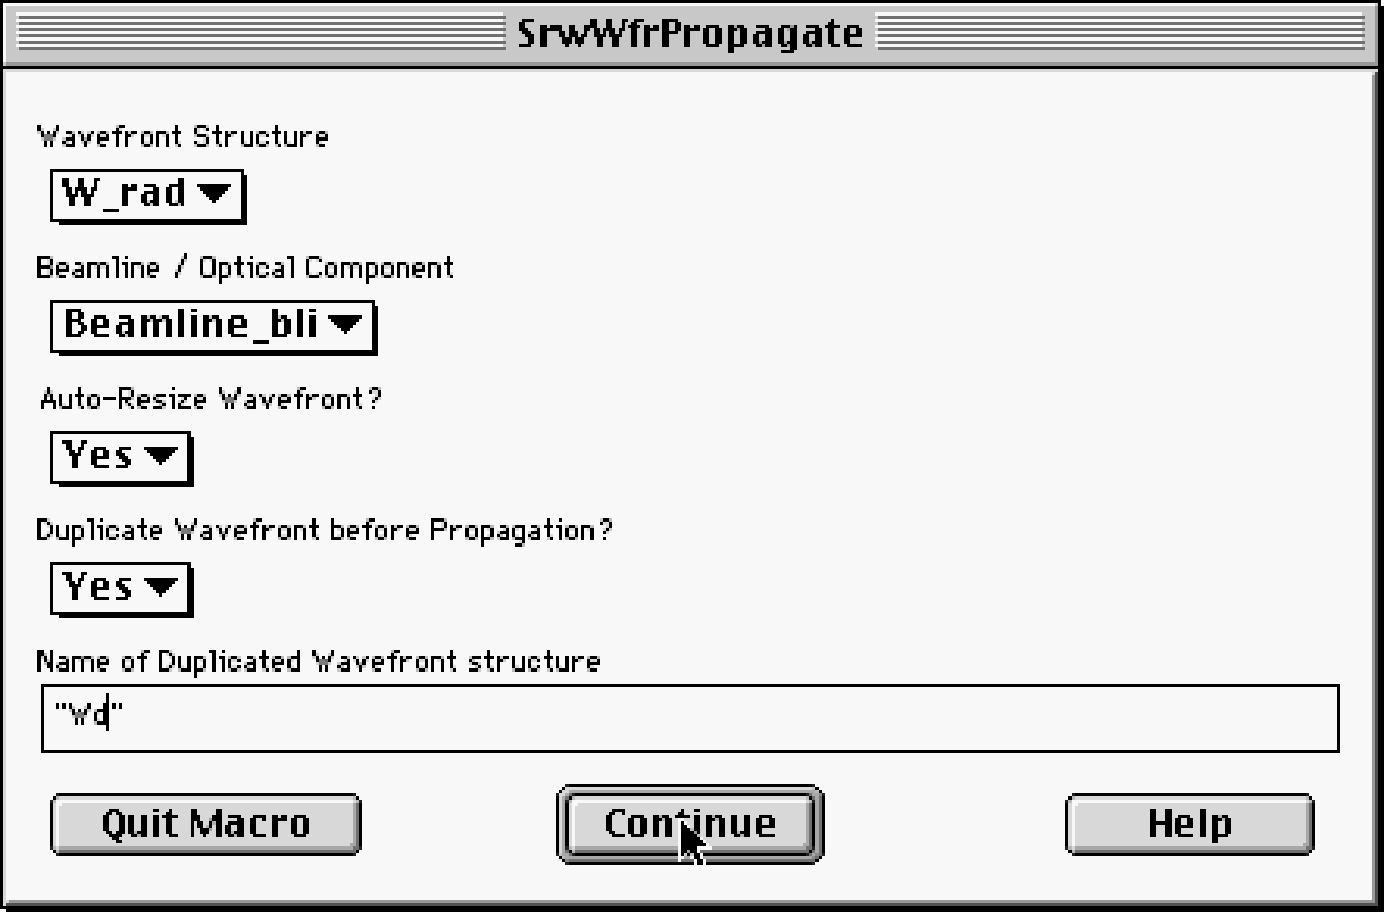 SrwWfrPropagate
Wavefront Structure
W_rad
Beamline / Optical Component
Beamline_bli
Auto-Resize Wavefront?
Yes
Duplicate Wavefront before Propagation?
Yes
Name of Duplicated Wavefront structure
"Wd"
Quit Macro Continue Help